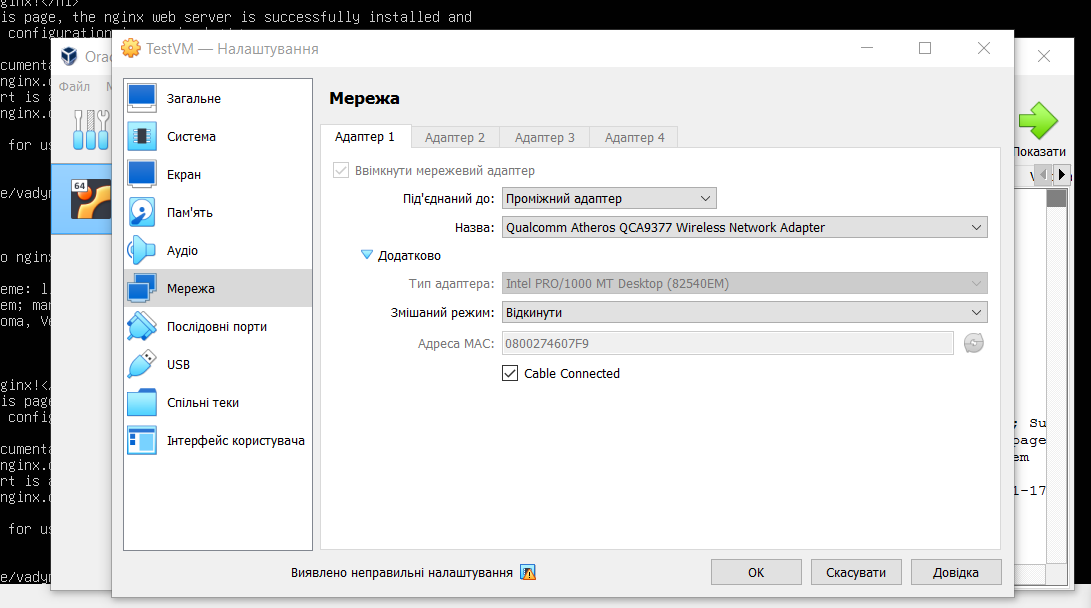 ginx!</h1>
is page, the nginx web server is successfully installed and
configuration
TestVM — Налаштування
Orac
Файл
М
cumenta
nginx.o
rt is a
nginx.c
for us
e/vadym
o nginx
eme: l
em; mar
oma, Ve
ginx!<
is page
config
cumenta
nginx.o
rt is a
nginx.c
for us
e/vadym
64
Загальне
Система
Екран
Пам'ять
Аудіо
Мережа
Послідовні порти
USB
Спільні теки
Інтерфейс користувача
Мережа
Адаптер 1
Адаптер 2
Адаптер 3
Адаптер 4
Ввімкнути мережевий адаптер
Під'єднаний до:
Проміжний адаптер
Назва:
Qualcomm Atheros QCA9377 Wireless Network Adapter
Додатково
Тип адаптера:
Intel PRO/1000 MT Desktop (82540EM)
Змішаний режим:
Відкинути
Адреса MAC:
0800274607F9
Cable Connected
Показати
; Su
page
em
1-17
Виявлено неправильні налаштування
OK
Скасувати
Довідка